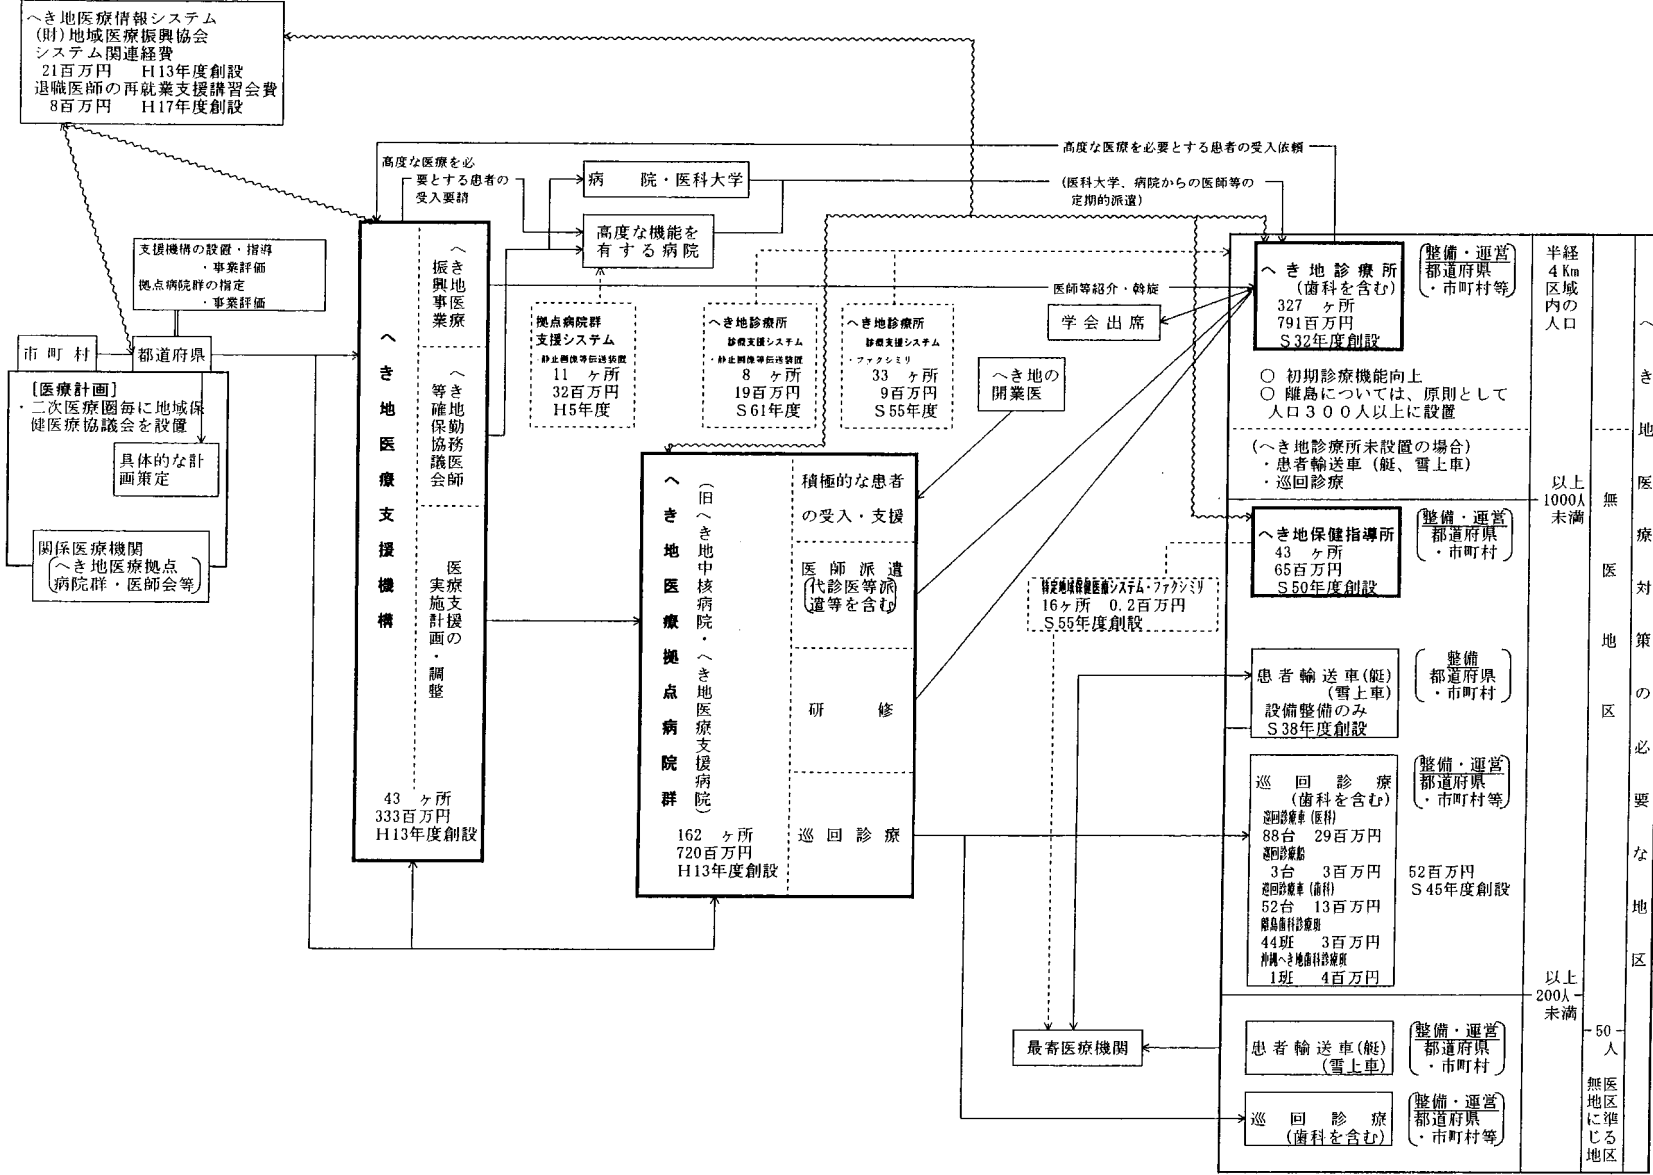 へき地医療情報システム
(財)地域医療振興協会
システム関連経費
21百万円 H13年度創設
退職医師の再就業支援講習会費
8百万円 H17年度創設
高度な医療を必
要とする患者の
受入要請
病 院・医科大学
高度な機能を
有する病院
高度な医療を必要とする患者の受入依頼
(医科大学、病院からの医師等の
定期的派遣)
支援機構の設置・指導
・事業評価
拠点病院群の指定
・事業評価
市町村
都道府県
[医療計画]
・二次医療圏毎に地域保
健医療協議会を設置
具体的な計
画策定
関係医療機関
(へき地医療拠点
病院群・医師会等)
へき地医療支援機構
へき地医療
振興事業
へき地勤務医師
等確保協議会
医療支援の
実施計画・調整
43 ヶ所
333百万円
H13年度創設
拠点病院群
支援システム
・静止画像等伝送装置
11 ヶ所
32百万円
H5年度
へき地診療所
診療支援システム
・静止画像等伝送装置
8 ヶ所
19百万円
S61年度
へき地診療所
診療支援システム
・ファクシミリ
33 ヶ所
9百万円
S55年度
医師等紹介・斡旋
学会出席
へき地の
開業医
へき地医療拠点病院群
(旧へき地中核病院・へき地医療支援病院)
162 ヶ所
720百万円
H13年度創設
積極的な患者
の受入・支援
医師派遣
(代診医等派
遣等を含む)
研 修
巡回診療
特定地域保健医療システム・ファクシミリ
16ヶ所 0.2百万円
S55年度創設
最寄医療機関
へき地診療所
(歯科を含む)
327 ヶ所
791百万円
S32年度創設
整備・運営
都道府県
・市町村等
○ 初期診療機能向上
○ 離島については、原則として
人口300人以上に設置
(へき地診療所未設置の場合)
・患者輸送車(艇、雪上車)
・巡回診療
へき地保健指導所
43 ヶ所
65百万円
S50年度創設
整備・運営
都道府県
・市町村
患者輸送車(艇)
(雪上車)
設備整備のみ
S38年度創設
整備
都道府県
・市町村
巡回診療
(歯科を含む)
巡回診療車(医科)
88台 29百万円
巡回診療船
3台 3百万円
巡回診療車(歯科)
52台 13百万円
離島歯科診療班
44班 3百万円
沖縄へき地歯科診療班
1班 4百万円
整備・運営
都道府県
・市町村等
52百万円
S45年度創設
患者輸送車(艇)
(雪上車)
整備・運営
都道府県
・市町村
巡回診療
(歯科を含む)
整備・運営
都道府県
・市町村等
半経
4Km
区域
内の
人口
以上
1000人
未満
以上
200人
未満
無医地区
50
人
無医
地区
に準
じる
地区
へき地医療対策の必要な地区